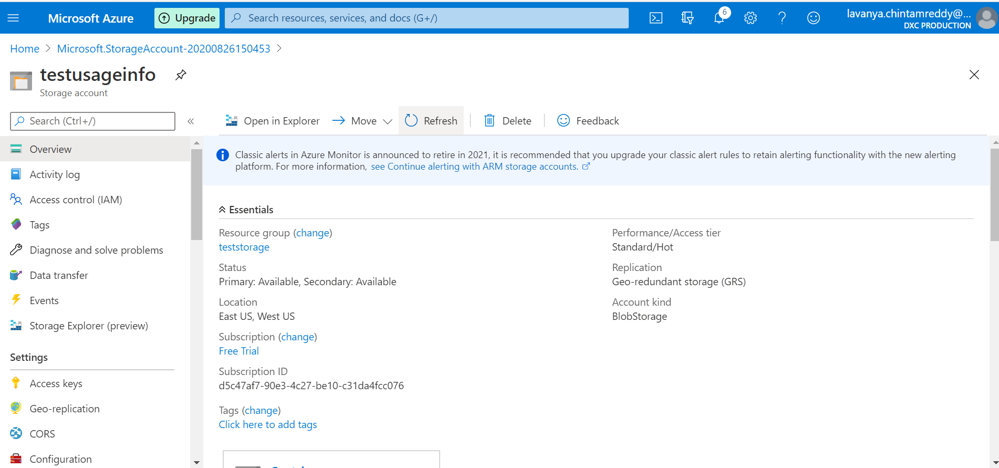 Microsoft Azure
Upgrade
Search resources, services, and docs (G+/)
6
lavanya.chintamreddy@...
DXC PRODUCTION
Home > Microsoft.StorageAccount-20200826150453 >
testusageinfo
Storage account
Search (Ctrl+/)
«
Open in Explorer
Move
Refresh
Delete
Feedback
Overview
Activity log
Access control (IAM)
Tags
Diagnose and solve problems
Data transfer
Events
Storage Explorer (preview)
Settings
Access keys
Geo-replication
CORS
Configuration
Classic alerts in Azure Monitor is announced to retire in 2021, it is recommended that you upgrade your classic alert rules to retain alerting functionality with the new alerting
platform. For more information, see Continue alerting with ARM storage accounts.
Essentials
Resource group (change)
teststorage
Status
Primary: Available, Secondary: Available
Location
East US, West US
Subscription (change)
Free Trial
Subscription ID
d5c47af7-90e3-4c27-be10-c31da4fcc076
Tags (change)
Click here to add tags
Performance/Access tier
Standard/Hot
Replication
Geo-redundant storage (GRS)
Account kind
BlobStorage